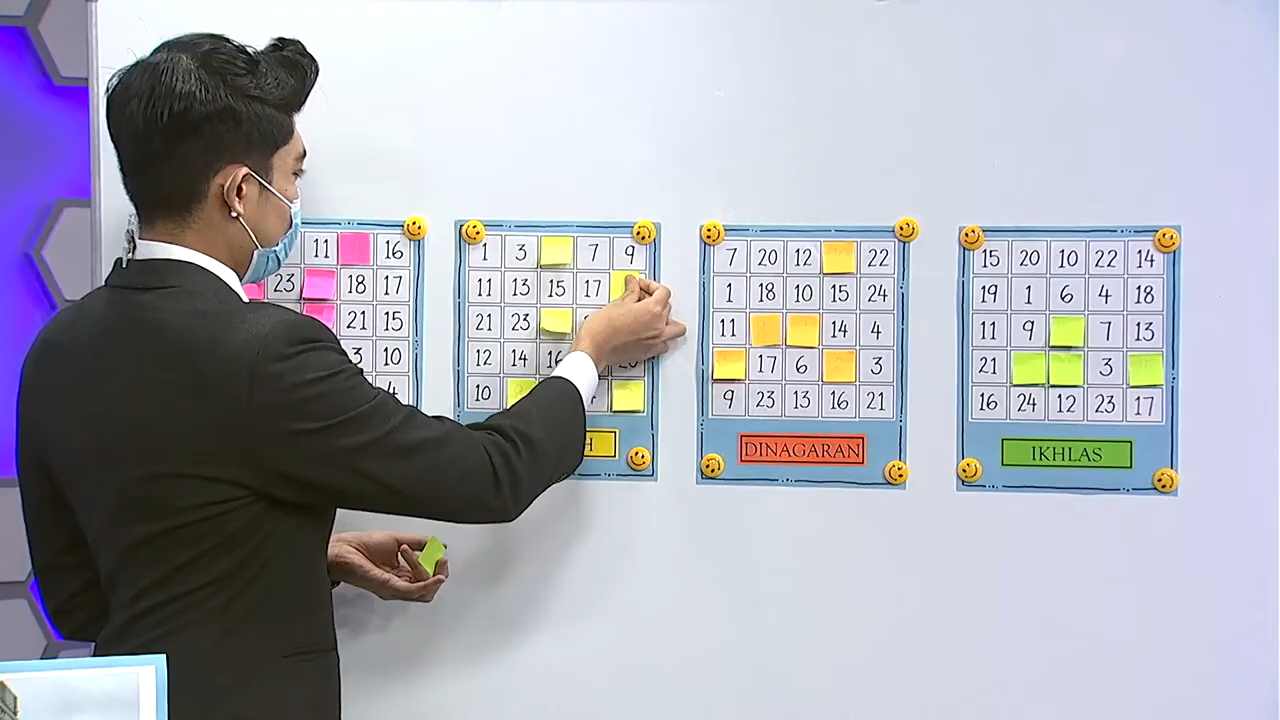 11 16
23 18 17
21 15
3 10
4
1 3 7 9
11 13 15 17
21 23
12 14 16
10
H
7 20 12 22
1 18 10 15 24
11 14 4
17 6 3
9 23 13 16 21
DINAGARAN
15 20 10 22 14
19 1 6 4 18
11 9 7 13
21 3
16 24 12 23 17
IKHLAS